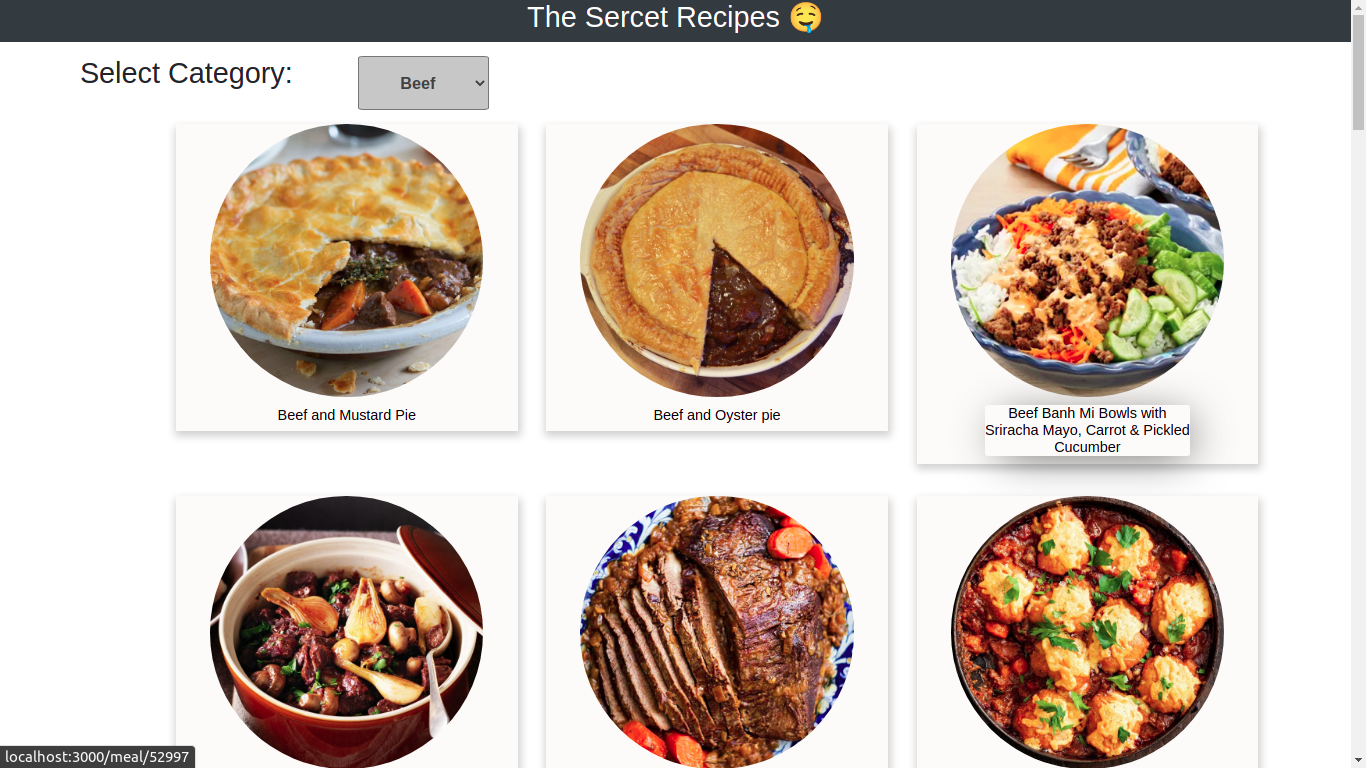 The Sercet Recipes 🤤
Select Category:
Beef
Beef and Mustard Pie
Beef and Oyster pie
Beef Banh Mi Bowls with
Sriracha Mayo, Carrot & Pickled
Cucumber
localhost:3000/meal/52997